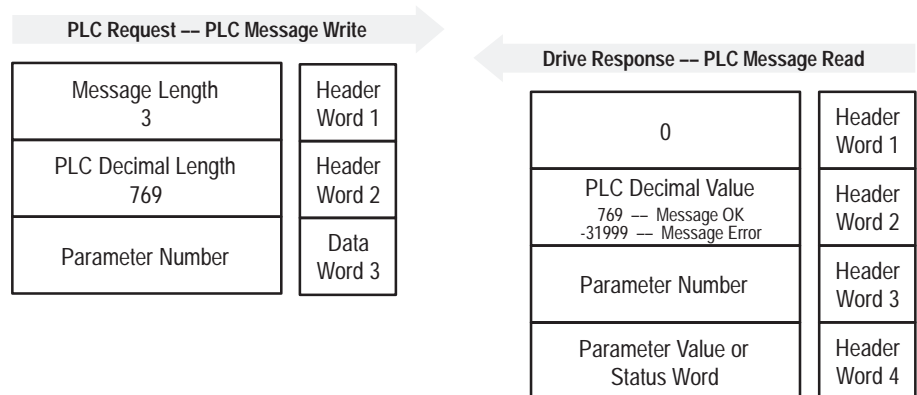 PLC Request –– PLC Message Write
Message Length
3
Header
Word 1
PLC Decimal Length
769
Header
Word 2
Parameter Number
Data
Word 3
Drive Response –– PLC Message Read
0
Header
Word 1
PLC Decimal Value
769 –– Message OK
-31999 –– Message Error
Header
Word 2
Parameter Number
Header
Word 3
Parameter Value or
Status Word
Header
Word 4